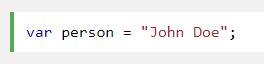 var person = "John Doe";